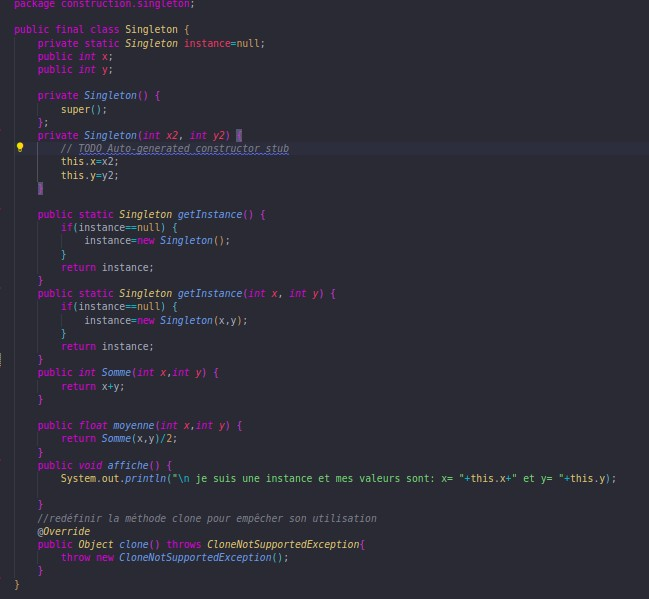 package construction.singleton;
public final class Singleton {
private static Singleton instance=null;
public int x;
public int y;
private Singleton() {
super();
};
private Singleton(int x2, int y2) {
// TODO Auto-generated constructor stub
this.x=x2;
this.y=y2;
}
public static Singleton getInstance() {
if(instance==null) {
instance=new Singleton();
}
return instance;
}
public static Singleton getInstance(int x, int y) {
if(instance==null) {
instance=new Singleton(x,y);
}
return instance;
}
public int Somme(int x,int y) {
return x+y;
}
public float moyenne(int x,int y) {
return Somme(x,y)/2;
}
public void affiche() {
System.out.println("\n je suis une instance et mes valeurs sont: x= "+this.x+" et y= "+this.y);
}
//redéfinir la méthode clone pour empêcher son utilisation
@Override
public Object clone() throws CloneNotSupportedException{
throw new CloneNotSupportedException();
}
}